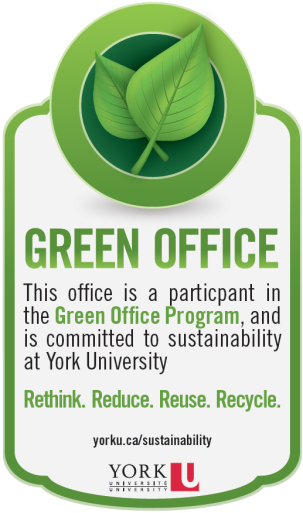 GREEN OFFICE
This office is a particpant in
the Green Office Program, and
is committed to sustainability
at York University
Rethink. Reduce. Reuse. Recycle.
yorku.ca/sustainability
YORK U
UNIVERSITÉ
UNIVERSITY